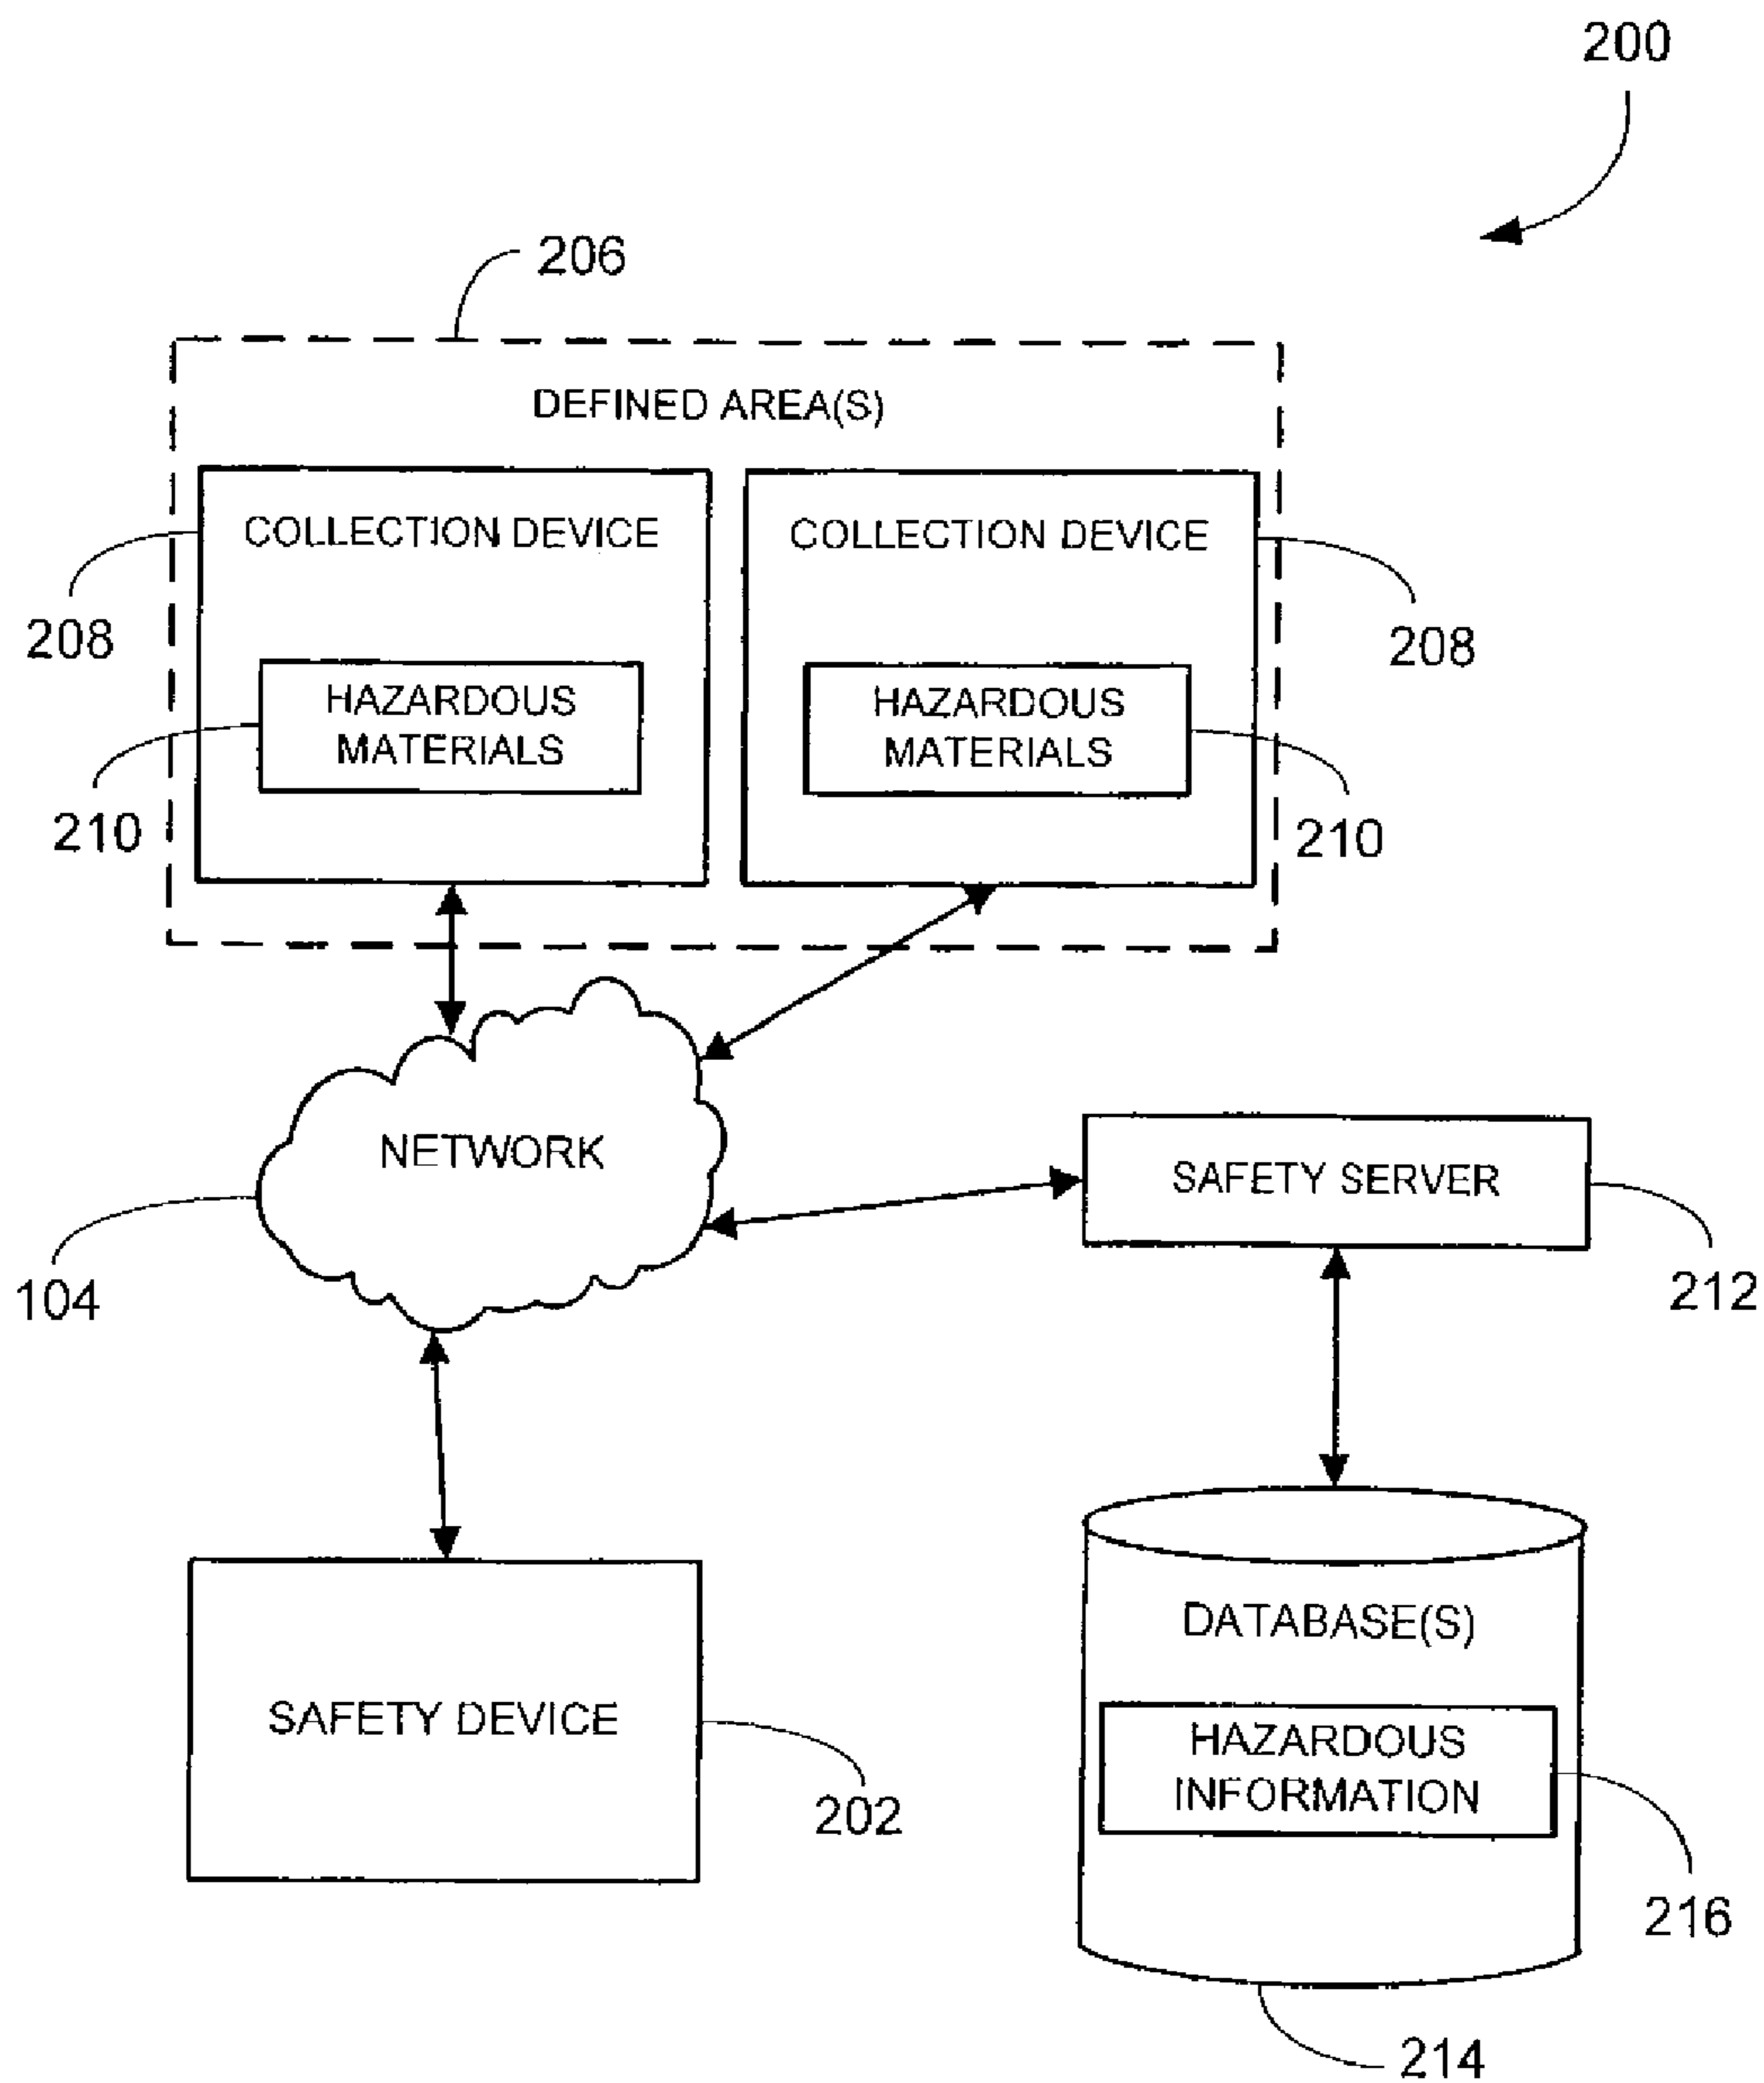 200
206
DEFINED AREA(S)
COLLECTION DEVICE
COLLECTION DEVICE
208
208
HAZARDOUS
MATERIALS
HAZARDOUS
MATERIALS
210
210
NETWORK
SAFETY SERVER
104
212
DATABASE(S)
SAFETY DEVICE
HAZARDOUS
INFORMATION
202
216
214